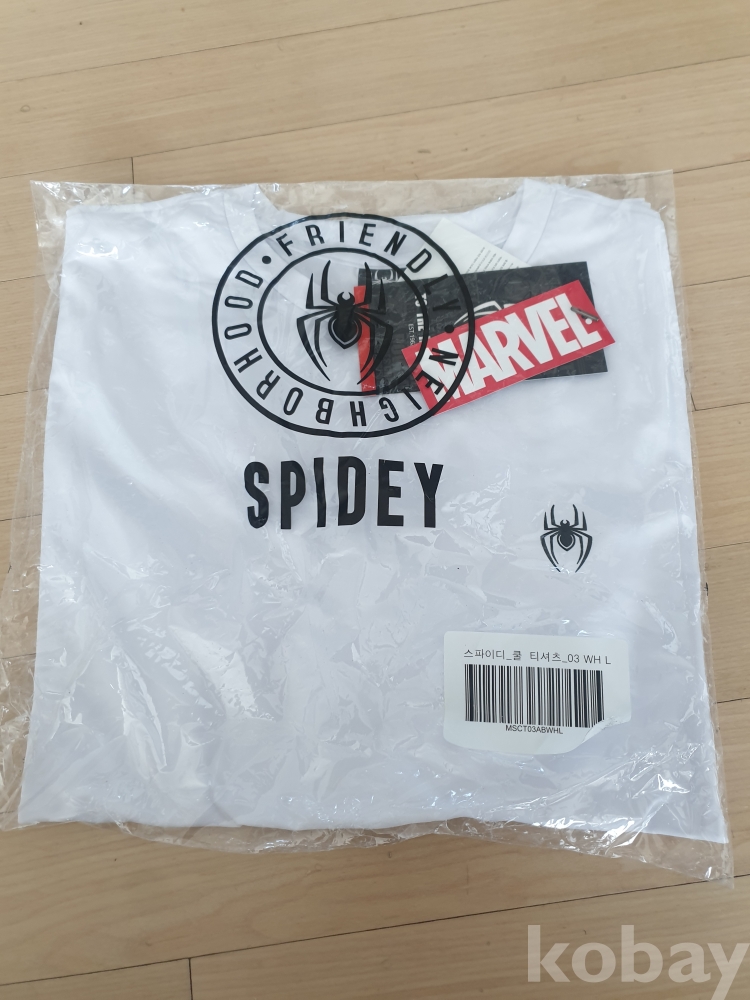 FRIENDLY • NEIGHBORHOOD •
MARVEL
SPIDEY
스파이디_쿨 티셔츠_03 WH L
MSCT03ABWHL
kobay